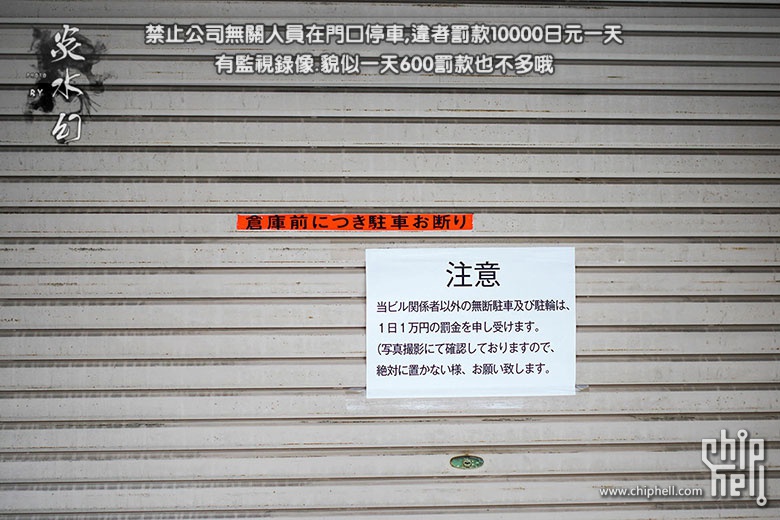 禁止公司無關人員在門口停車,違者罰款10000日元一天
有監視錄像.貌似一天600罰款也不多哦
PHOTO
BY
水幻
倉庫前につき駐車お断り
注意
当ビル関係者以外の無断駐車及び駐輪は、
1日1万円の罰金を申し受けます。
(写真撮影にて確認しておりますので、
絶対に置かない様、お願い致します。
chip
hell
www.chiphell.com